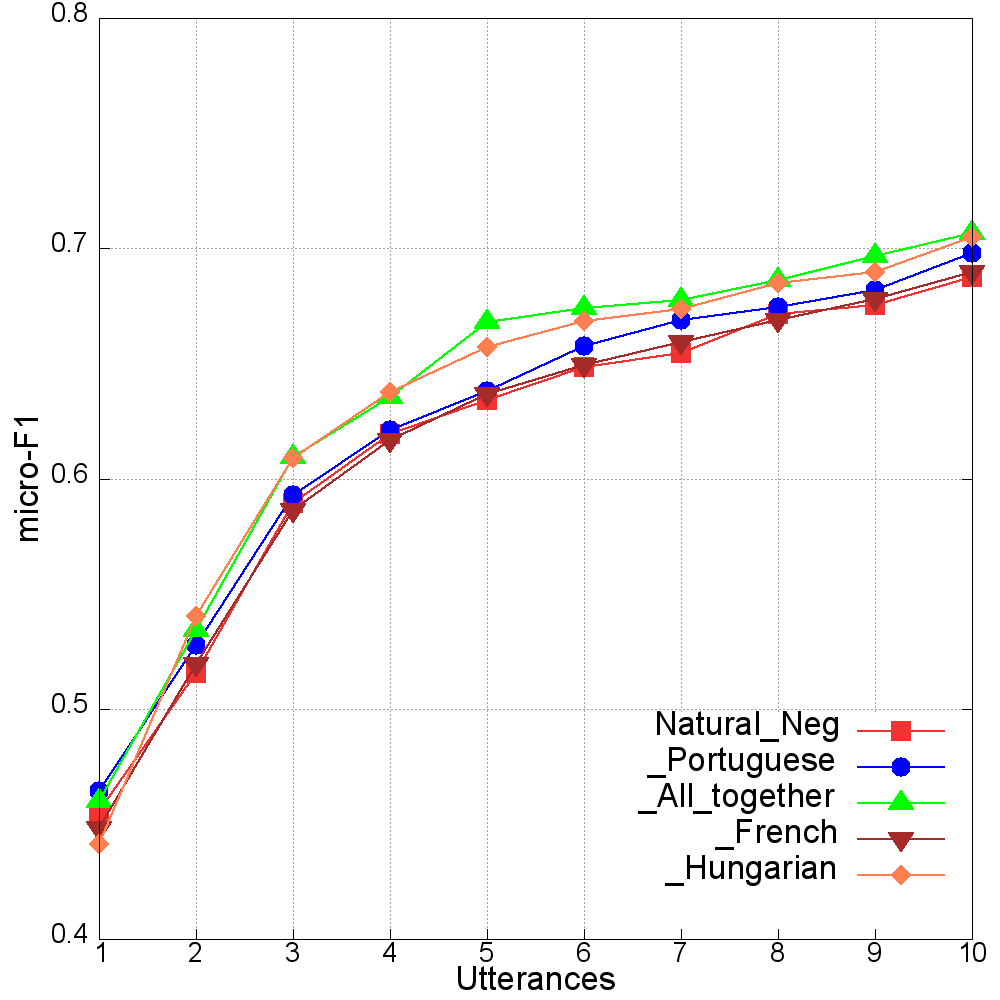 0.8
0.7
0.6
0.5
0.4
micro-F1
Natural_Neg
_Portuguese
_All_together
_French
_Hungarian
1 2 3 4 5 6 7 8 9 10
Utterances